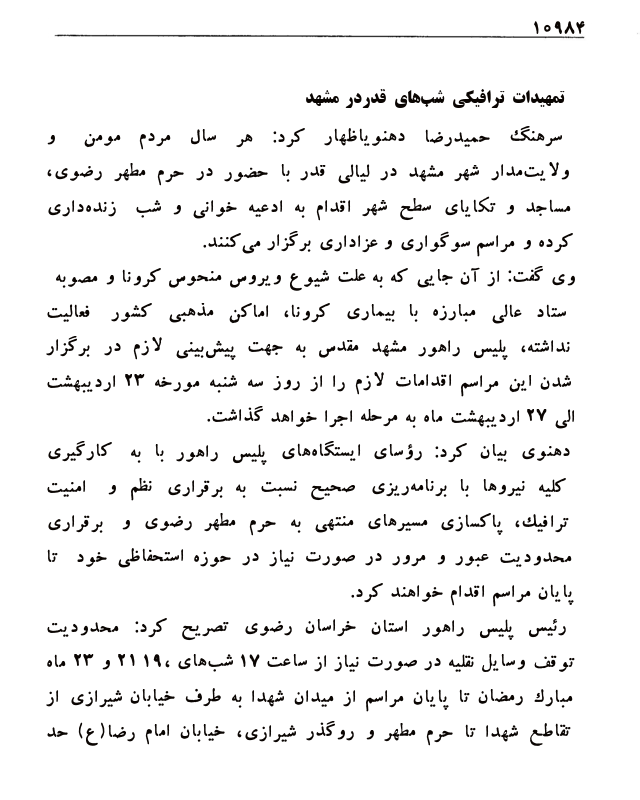 ۱۰۹۸۴
تمهیدات ترافیکی شب‌های قدردر مشهد
سرهنگ حمیدرضا دهنویاظهار کرد: هر سال مردم مومن و
ولایت‌مدار شهر مشهد در لیالی قدر با حضور در حرم مطهر رضوی،
مساجد و تکایای سطح شهر اقدام به ادعیه خوانی و شب زنده‌داری
کرده و مراسم سوگواری و عزاداری برگزار می‌کنند.
وی گفت: از آن جایی که به علت شیوع ویروس منحوس کرونا و مصوبه
ستاد عالی مبارزه با بیماری کرونا، اماکن مذهبی کشور فعالیت
نداشته، پلیس راهور مشهد مقدس به جهت پیش‌بینی لازم در برگزار
شدن این مراسم اقدامات لازم را از روز سه شنبه مورخه ۲۳ اردیبهشت
الی ۲۷ اردیبهشت ماه به مرحله اجرا خواهد گذاشت.
دهنوی بیان کرد: رؤسای ایستگاه‌های پلیس راهور با به کارگیری
کلیه نیروها با برنامه‌ریزی صحیح نسبت به برقراری نظم و امنیت
ترافیک، پاکسازی مسیرهای منتهی به حرم مطهر رضوی و برقراری
محدودیت عبور و مرور در صورت نیاز در حوزه استحفاظی خود تا
پایان مراسم اقدام خواهند کرد.
رئیس پلیس راهور استان خراسان رضوی تصریح کرد: محدودیت
توقف وسایل نقلیه در صورت نیاز از ساعت ۱۷ شب‌های ،۱۹ ۲۱ و ۲۳ ماه
مبارک رمضان تا پایان مراسم از میدان شهدا به طرف خیابان شیرازی از
تقاطع شهدا تا حرم مطهر و روگذر شیرازی، خیابان امام رضا(ع) حد